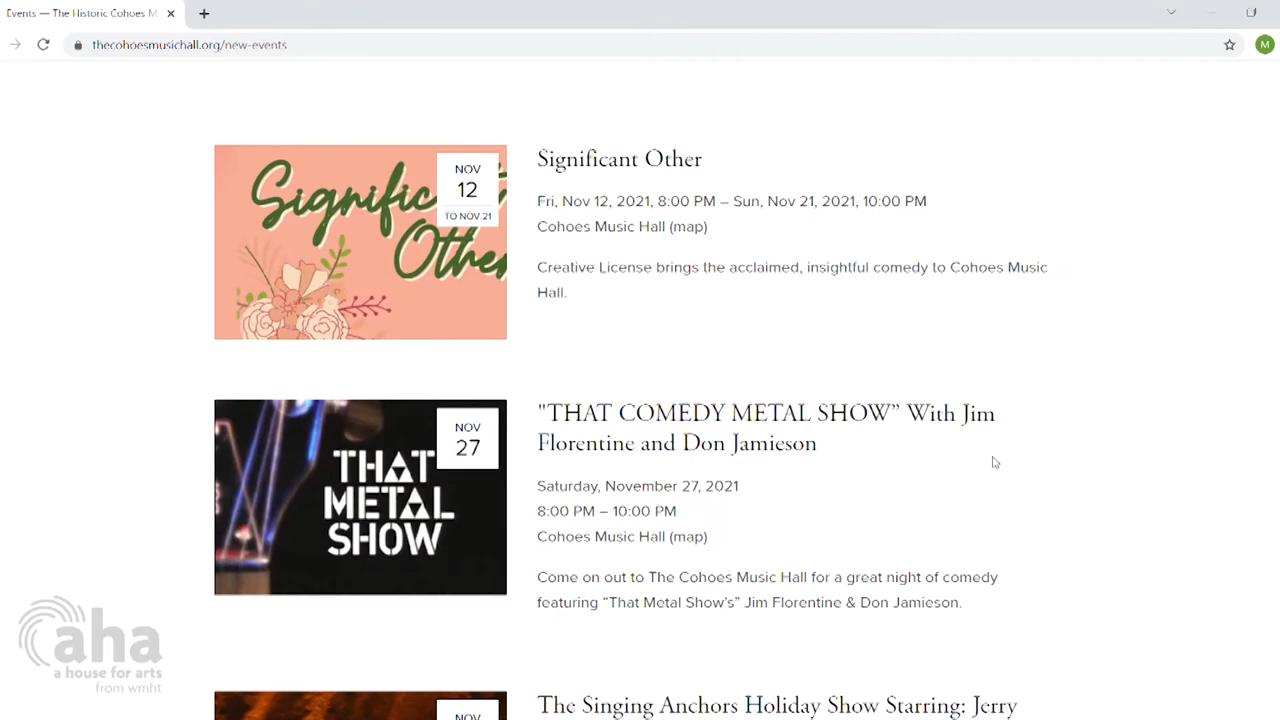 Events — The Historic Cohoes M
thecohoesmusichall.org/new-events
M
Significant
Other
NOV
12
TO NOV 21
Significant Other
Fri, Nov 12, 2021, 8:00 PM – Sun, Nov 21, 2021, 10:00 PM
Cohoes Music Hall (map)
Creative License brings the acclaimed, insightful comedy to Cohoes Music
Hall.
THAT
METAL
SHOW
NOV
27
"THAT COMEDY METAL SHOW” With Jim
Florentine and Don Jamieson
Saturday, November 27, 2021
8:00 PM – 10:00 PM
Cohoes Music Hall (map)
Come on out to The Cohoes Music Hall for a great night of comedy
featuring “That Metal Show’s” Jim Florentine & Don Jamieson.
aha
a house for arts
from wmht
NOV
The Singing Anchors Holiday Show Starring: Jerry